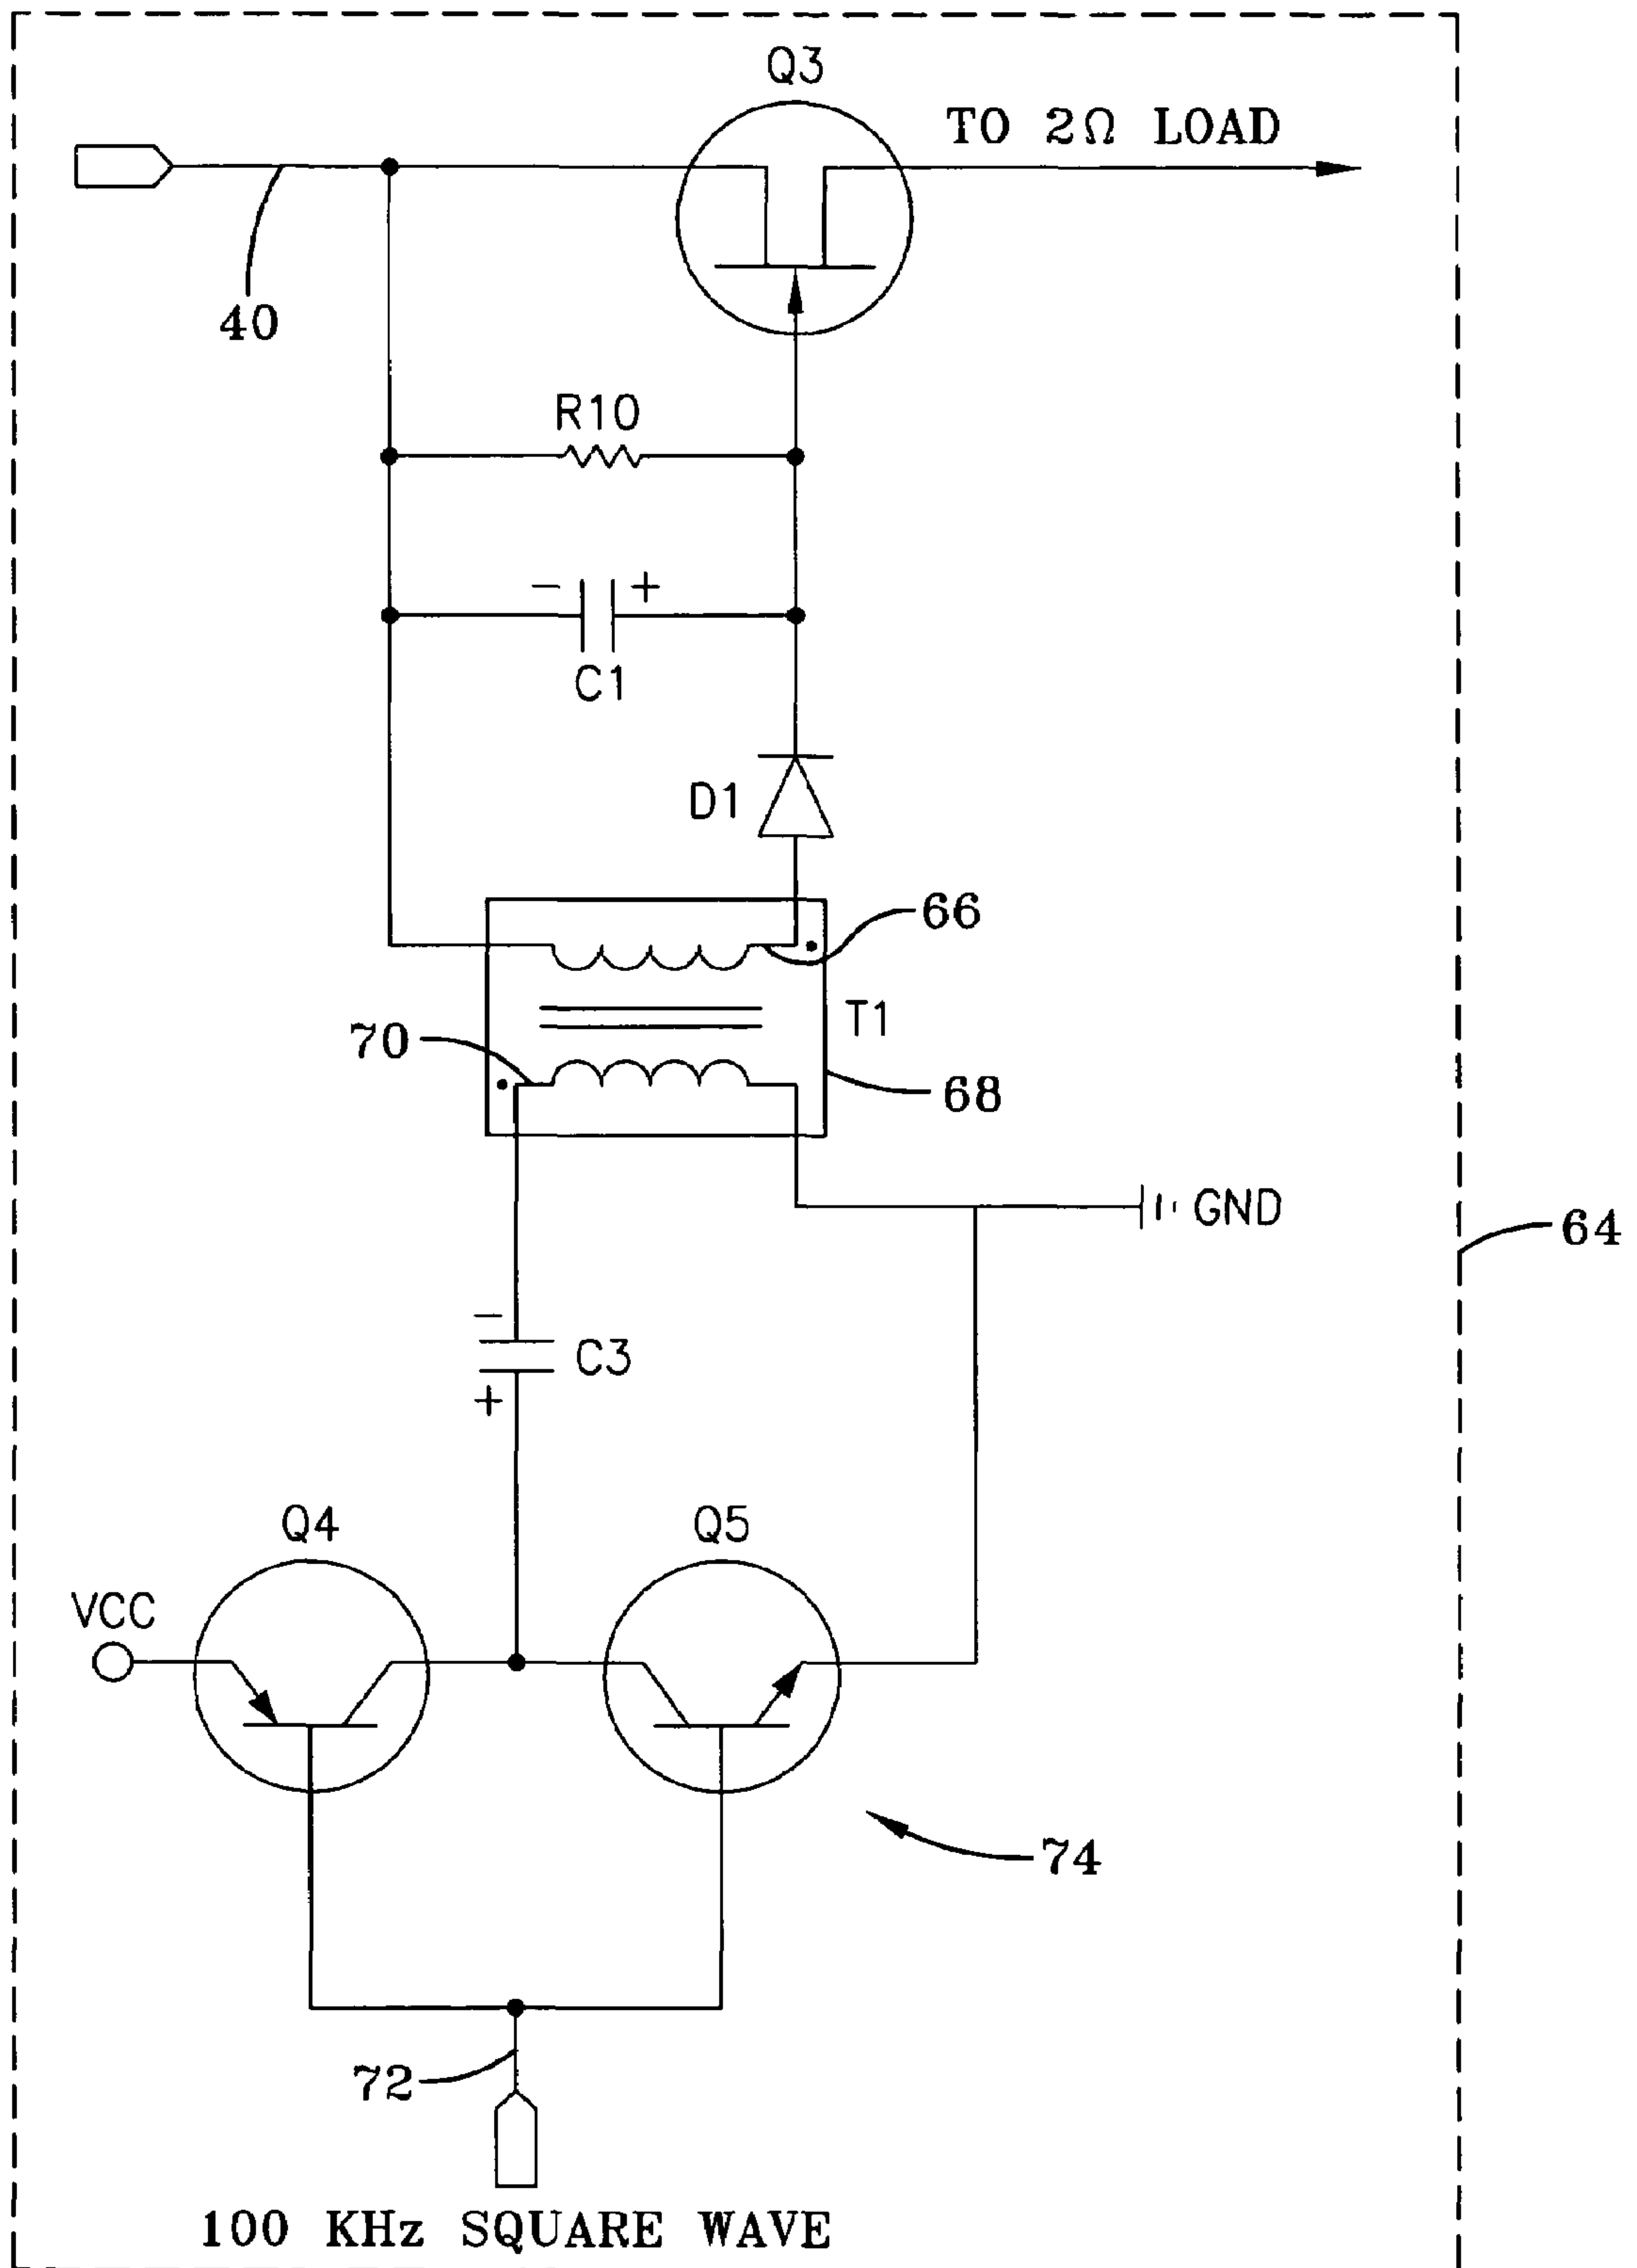 Q3
TO 2Ω LOAD
40
R10
- +
C1
D1
66
T1
70
68
GND
64
-
C3
+
Q4
Q5
VCC
74
72
100 KHz SQUARE WAVE